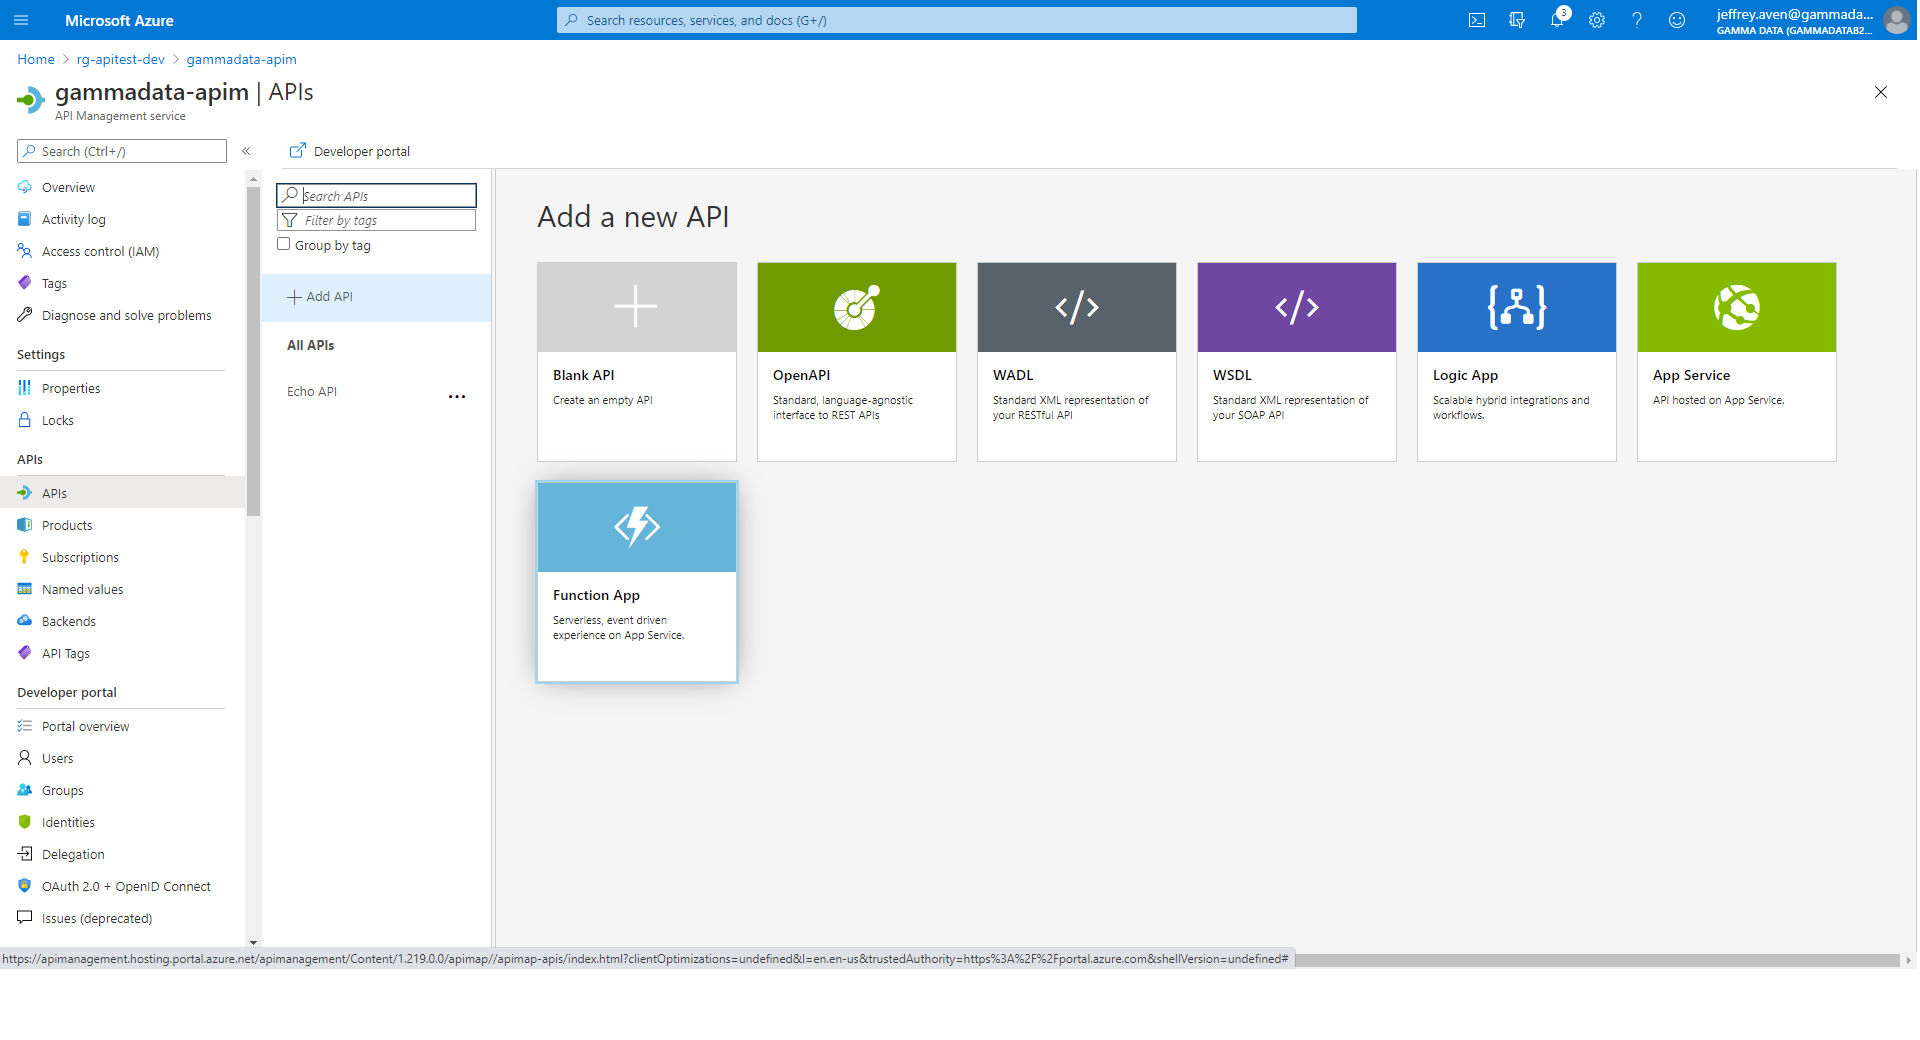 Microsoft Azure
Search resources, services, and docs (G+/)
3
jeffrey.aven@gammada...
GAMMA DATA (GAMMADATAB2...
Home > rg-apitest-dev > gammadata-apim
gammadata-apim | APIs
API Management service
Search (Ctrl+/)
«
Overview
Activity log
Access control (IAM)
Tags
Diagnose and solve problems
Settings
Properties
Locks
APIs
APIs
Products
Subscriptions
Named values
Backends
API Tags
Developer portal
Portal overview
Users
Groups
Identities
Delegation
OAuth 2.0 + OpenID Connect
Issues (deprecated)
Developer portal
Search APIs
Filter by tags
Group by tag
+ Add API
All APIs
Echo API
...
Add a new API
Blank API
Create an empty API
OpenAPI
Standard, language-agnostic
interface to REST APIs
WADL
Standard XML representation of
your RESTful API
WSDL
Standard XML representation of
your SOAP API
Logic App
Scalable hybrid integrations and
workflows.
App Service
API hosted on App Service.
Function App
Serverless, event driven
experience on App Service.
https://apimanagement.hosting.portal.azure.net/apimanagement/Content/1.219.0.0/apimap//apimap-apis/index.html?clientOptimizations=undefined&l=en.en-us&trustedAuthority=https%3A%2F%2Fportal.azure.com&shellVersion=undefined#